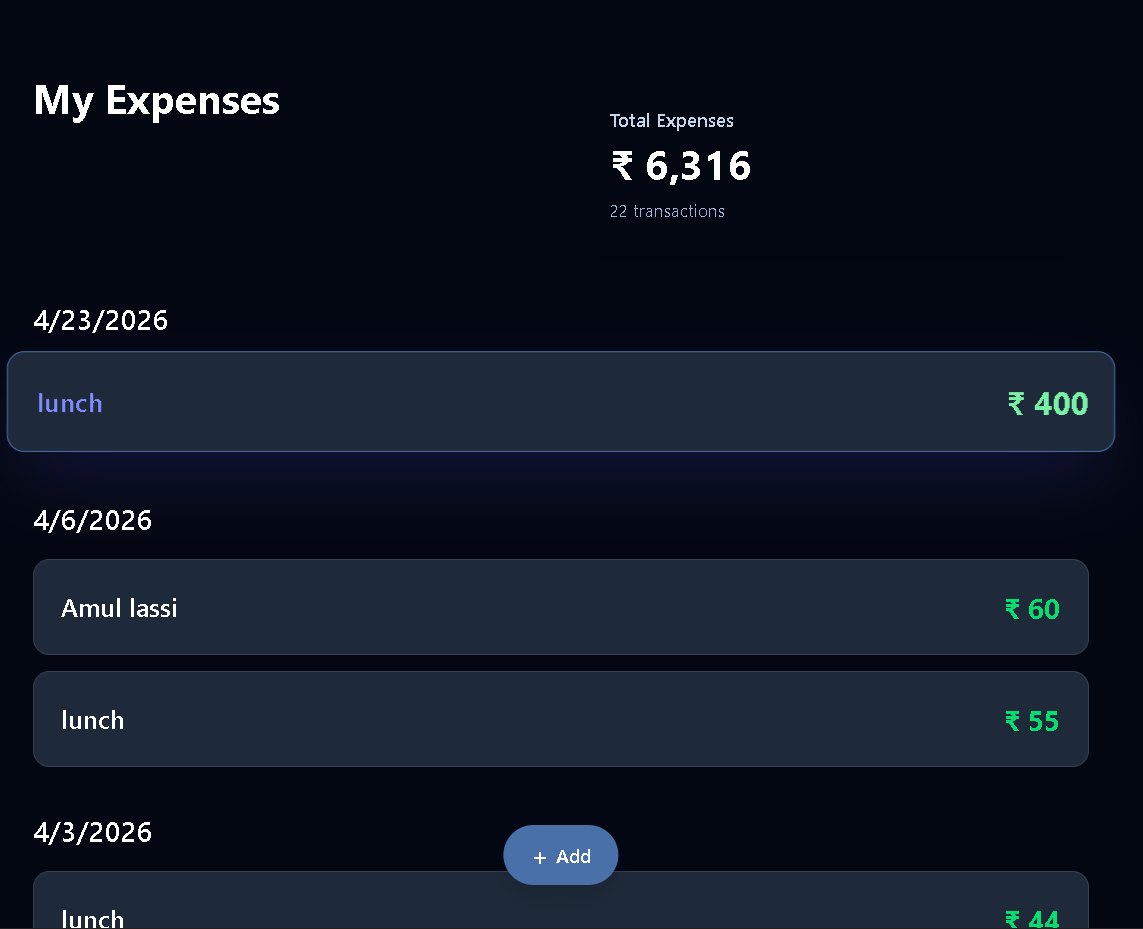 My Expenses
Total Expenses
₹ 6,316
22 transactions
4/23/2026
lunch ₹ 400
4/6/2026
Amul lassi ₹ 60
lunch ₹ 55
4/3/2026
+ Add
lunch ₹ 44